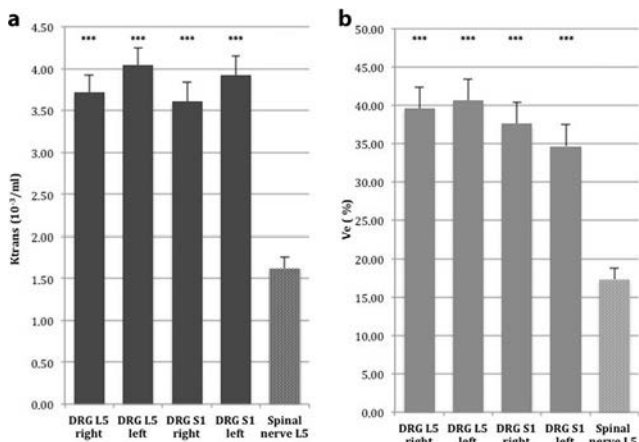 a
4.50
4.00
3.50
3.00
2.50
2.00
1.50
1.00
0.50
0.00
Ktrans (10⁻³/ml)
*** *** *** ***
DRG L5 DRG L5 DRG S1 DRG S1 Spinal
right left right left nerve L5
b
50.00
45.00
40.00
35.00
30.00
25.00
20.00
15.00
10.00
5.00
0.00
Ve ( %)
*** *** *** ***
DRG L5 DRG L5 DRG S1 DRG S1 Spinal
right left right left nerve L5